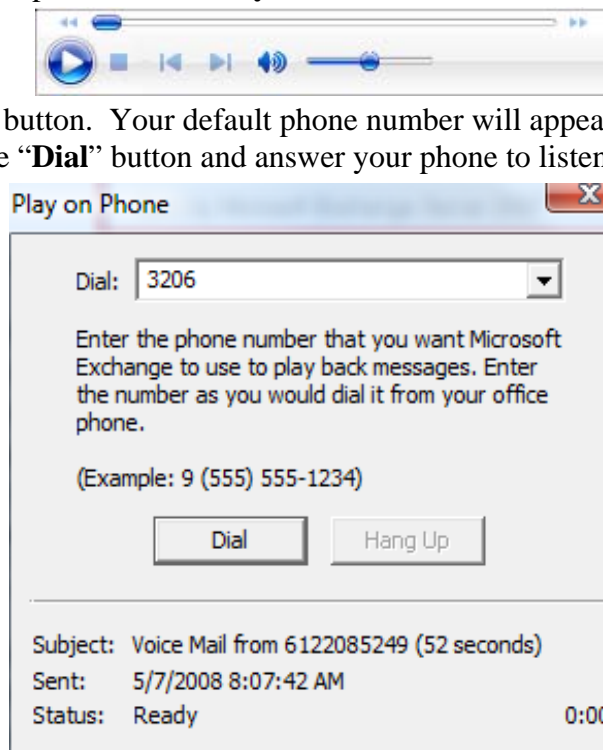 button. Your default phone number will appea
e “Dial” button and answer your phone to listen
Play on Phone
X
Dial: 3206
Enter the phone number that you want Microsoft
Exchange to use to play back messages. Enter
the number as you would dial it from your office
phone.
(Example: 9 (555) 555-1234)
Dial Hang Up
Subject: Voice Mail from 6122085249 (52 seconds)
Sent: 5/7/2008 8:07:42 AM
Status: Ready 0:00